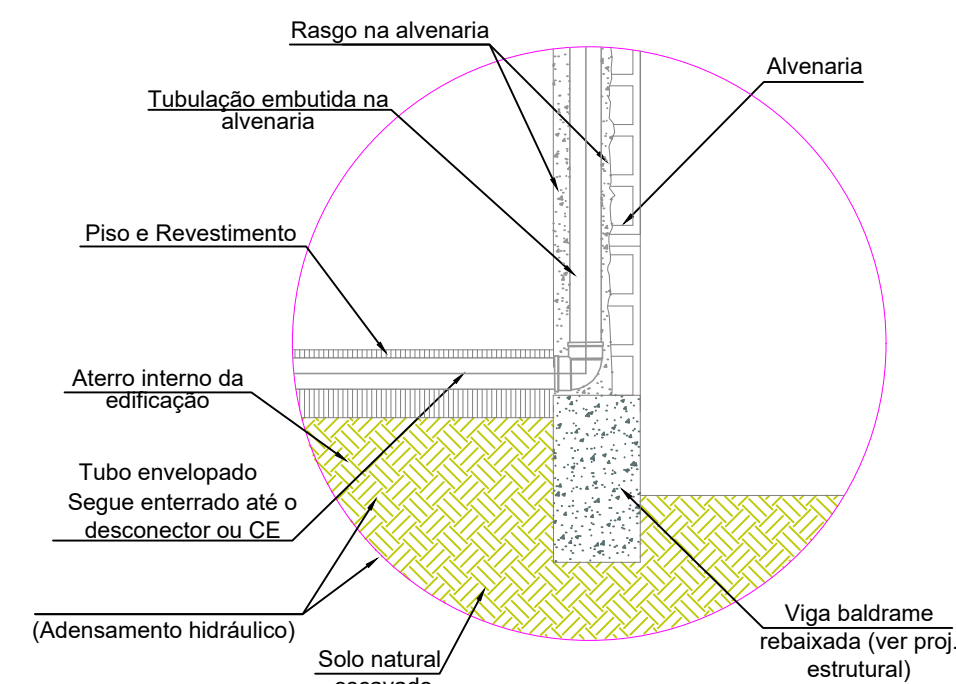 Rasgo na alvenaria
Alvenaria
Tubulação embutida na
alvenaria
Piso e Revestimento
Aterro interno da
edificação
Tubo envelopado
Segue enterrado até o
desconector ou CE
(Adensamento hidráulico)
Solo natural
escavado
Viga baldrame
rebaixada (ver proj.
estrutural)